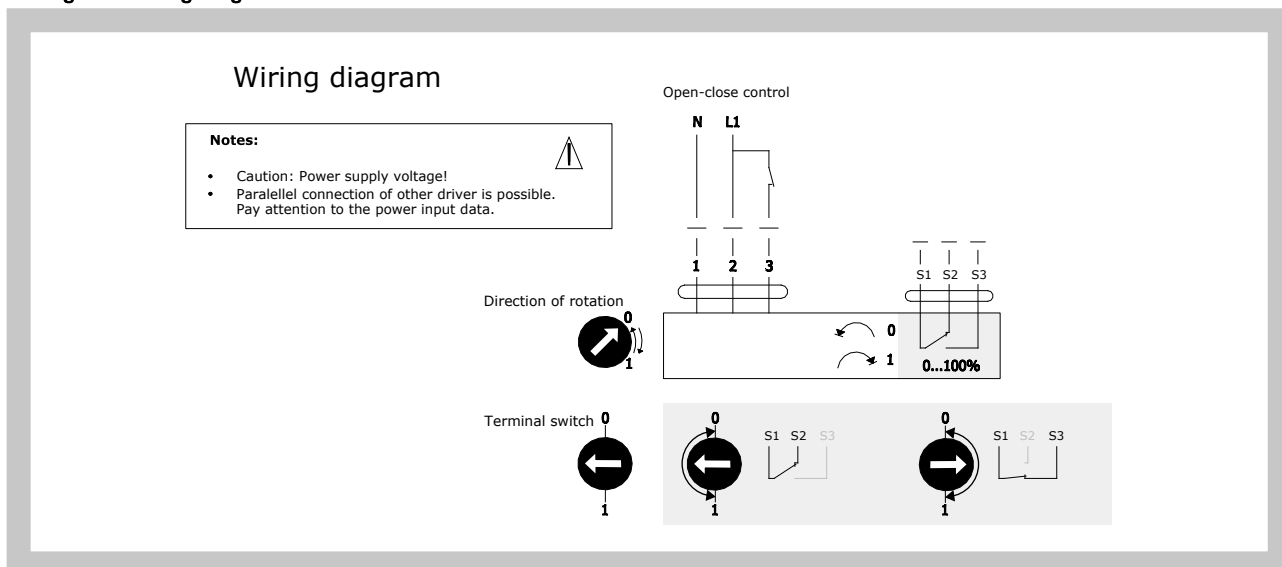 Wiring diagram
Notes:
• Caution: Power supply voltage!
• Paralellel connection of other driver is possible.
Pay attention to the power input data.
Open-close control
N L1
1 2 3
S1 S2 S3
Direction of rotation
0
1
0
1
0...100%
Terminal switch 0
1
0
S1 S2 S3
1
0
S1 S2 S3
1